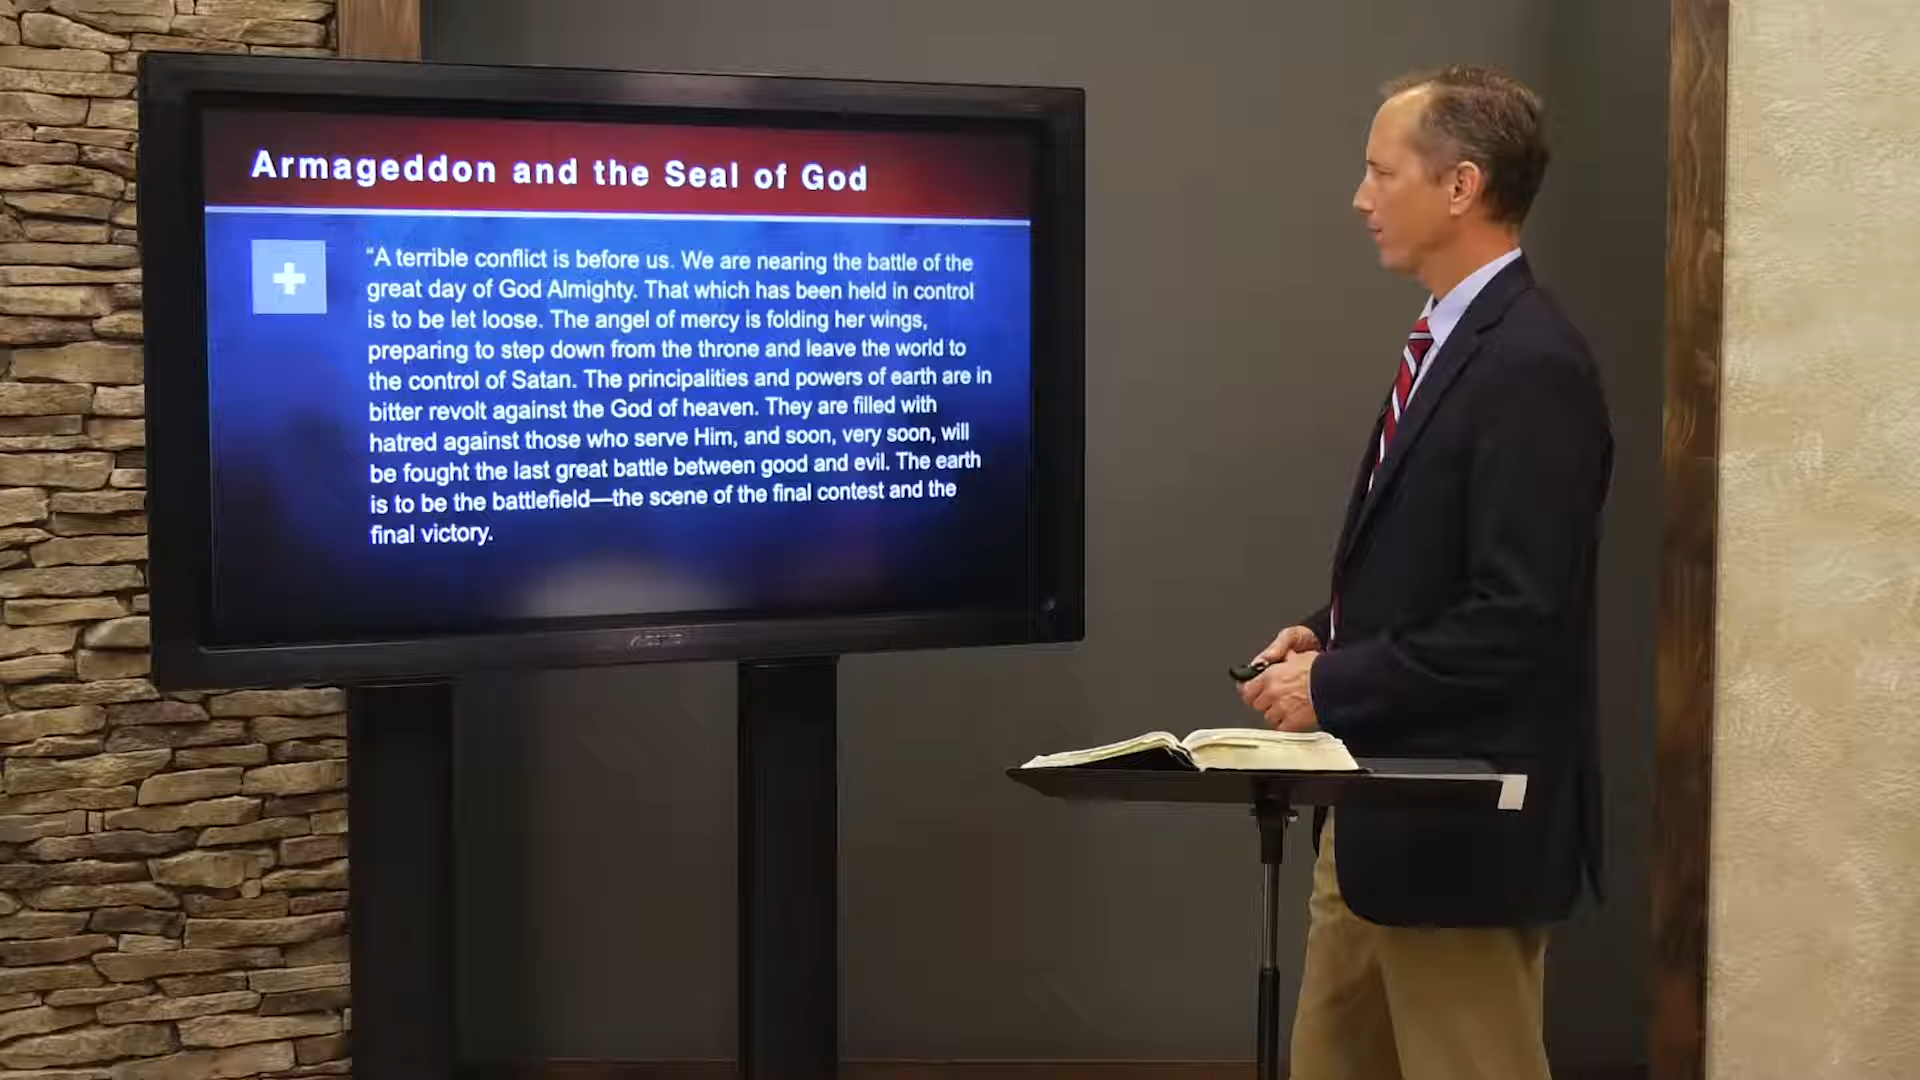 Armageddon and the Seal of God
“A terrible conflict is before us. We are nearing the battle of the
great day of God Almighty. That which has been held in control
is to be let loose. The angel of mercy is folding her wings,
preparing to step down from the throne and leave the world to
the control of Satan. The principalities and powers of earth are in
bitter revolt against the God of heaven. They are filled with
hatred against those who serve Him, and soon, very soon, will
be fought the last great battle between good and evil. The earth
is to be the battlefield—the scene of the final contest and the
final victory.